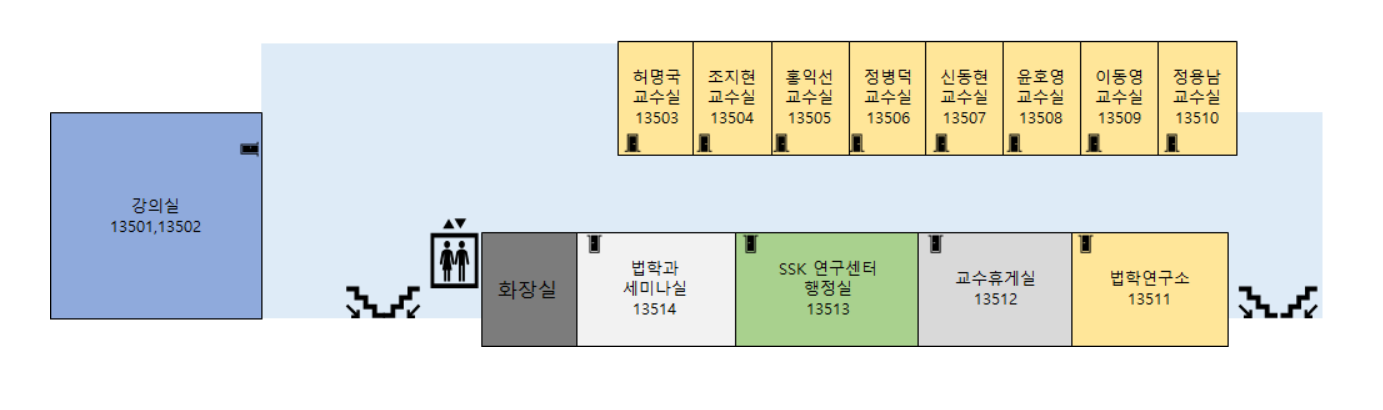 허명국
교수실
13503
조지현
교수실
13504
홍익선
교수실
13505
정병덕
교수실
13506
신동현
교수실
13507
윤호영
교수실
13508
이동영
교수실
13509
정용남
교수실
13510
강의실
13501,13502
화장실
법학과
세미나실
13514
SSK 연구센터
행정실
13513
교수휴게실
13512
법학연구소
13511